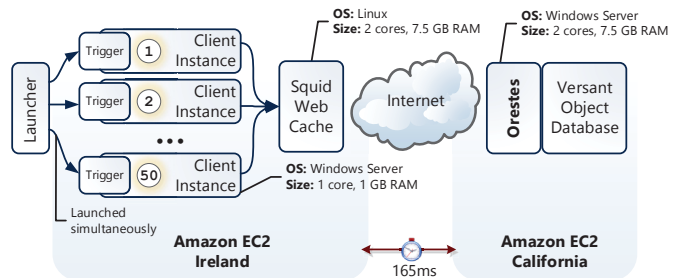 Launcher
Trigger
1
Client
Instance
Trigger
2
Client
Instance
•••
Trigger
50
Client
Instance
Launched
simultaneously
OS: Linux
Size: 2 cores, 7.5 GB RAM
Squid
Web
Cache
OS: Windows Server
Size: 1 core, 1 GB RAM
Internet
OS: Windows Server
Size: 2 cores, 7.5 GB RAM
Orestes
Versant
Object
Database
Amazon EC2
Ireland
165ms
Amazon EC2
California